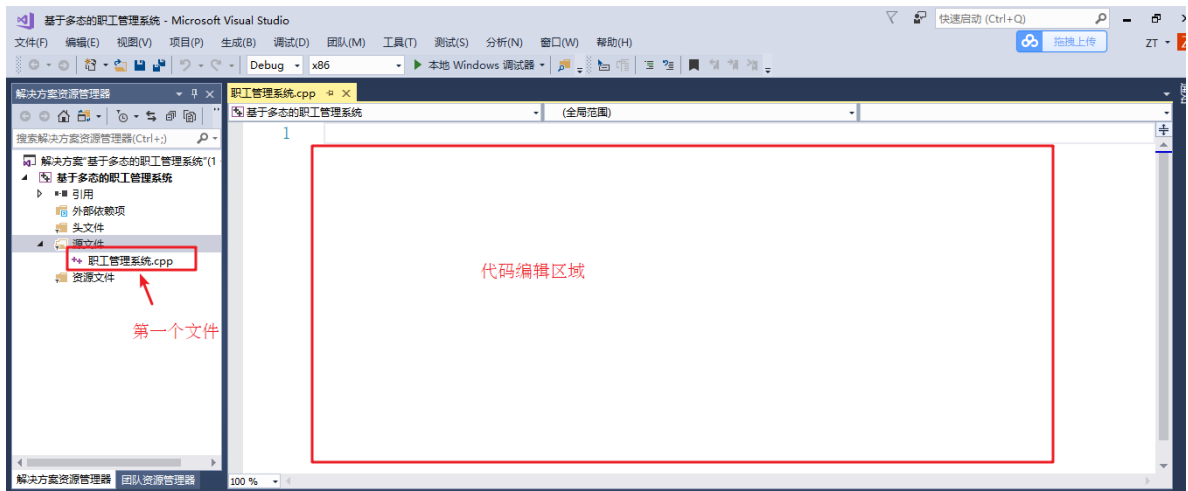 基于多态的职工管理系统 - Microsoft Visual Studio
快速启动 (Ctrl+Q)
文件(F) 编辑(E) 视图(V) 项目(P) 生成(B) 调试(D) 团队(M) 工具(T) 测试(S) 分析(N) 窗口(W) 帮助(H)
拖拽上传
ZT
Debug x86 本地 Windows 调试器
解决方案资源管理器
职工管理系统.cpp
基于多态的职工管理系统
(全局范围)
搜索解决方案资源管理器(Ctrl+;)
1
解决方案"基于多态的职工管理系统"(1
基于多态的职工管理系统
引用
外部依赖项
头文件
源文件
职工管理系统.cpp
资源文件
代码编辑区域
第一个文件
解决方案资源管理器 团队资源管理器
100 %